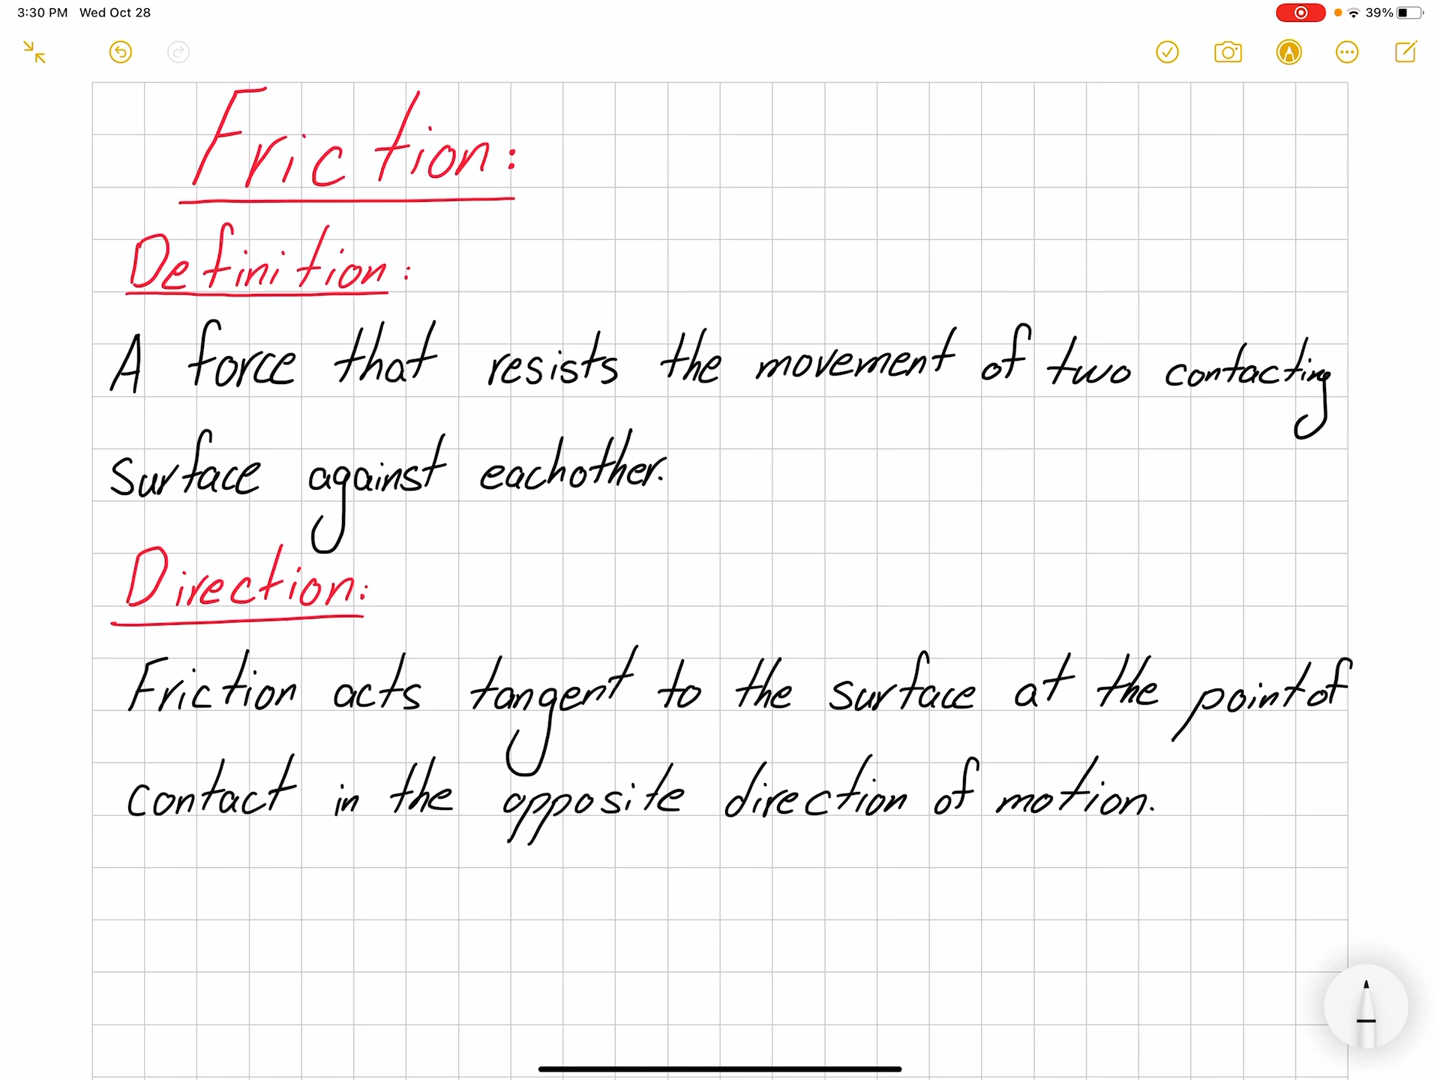 3:30 PM Wed Oct 28 39%
Friction:
Definition:
A force that resists the movement of two contacting
surface against eachother.
Direction:
Friction acts tangent to the surface at the point of
contact in the opposite direction of motion.